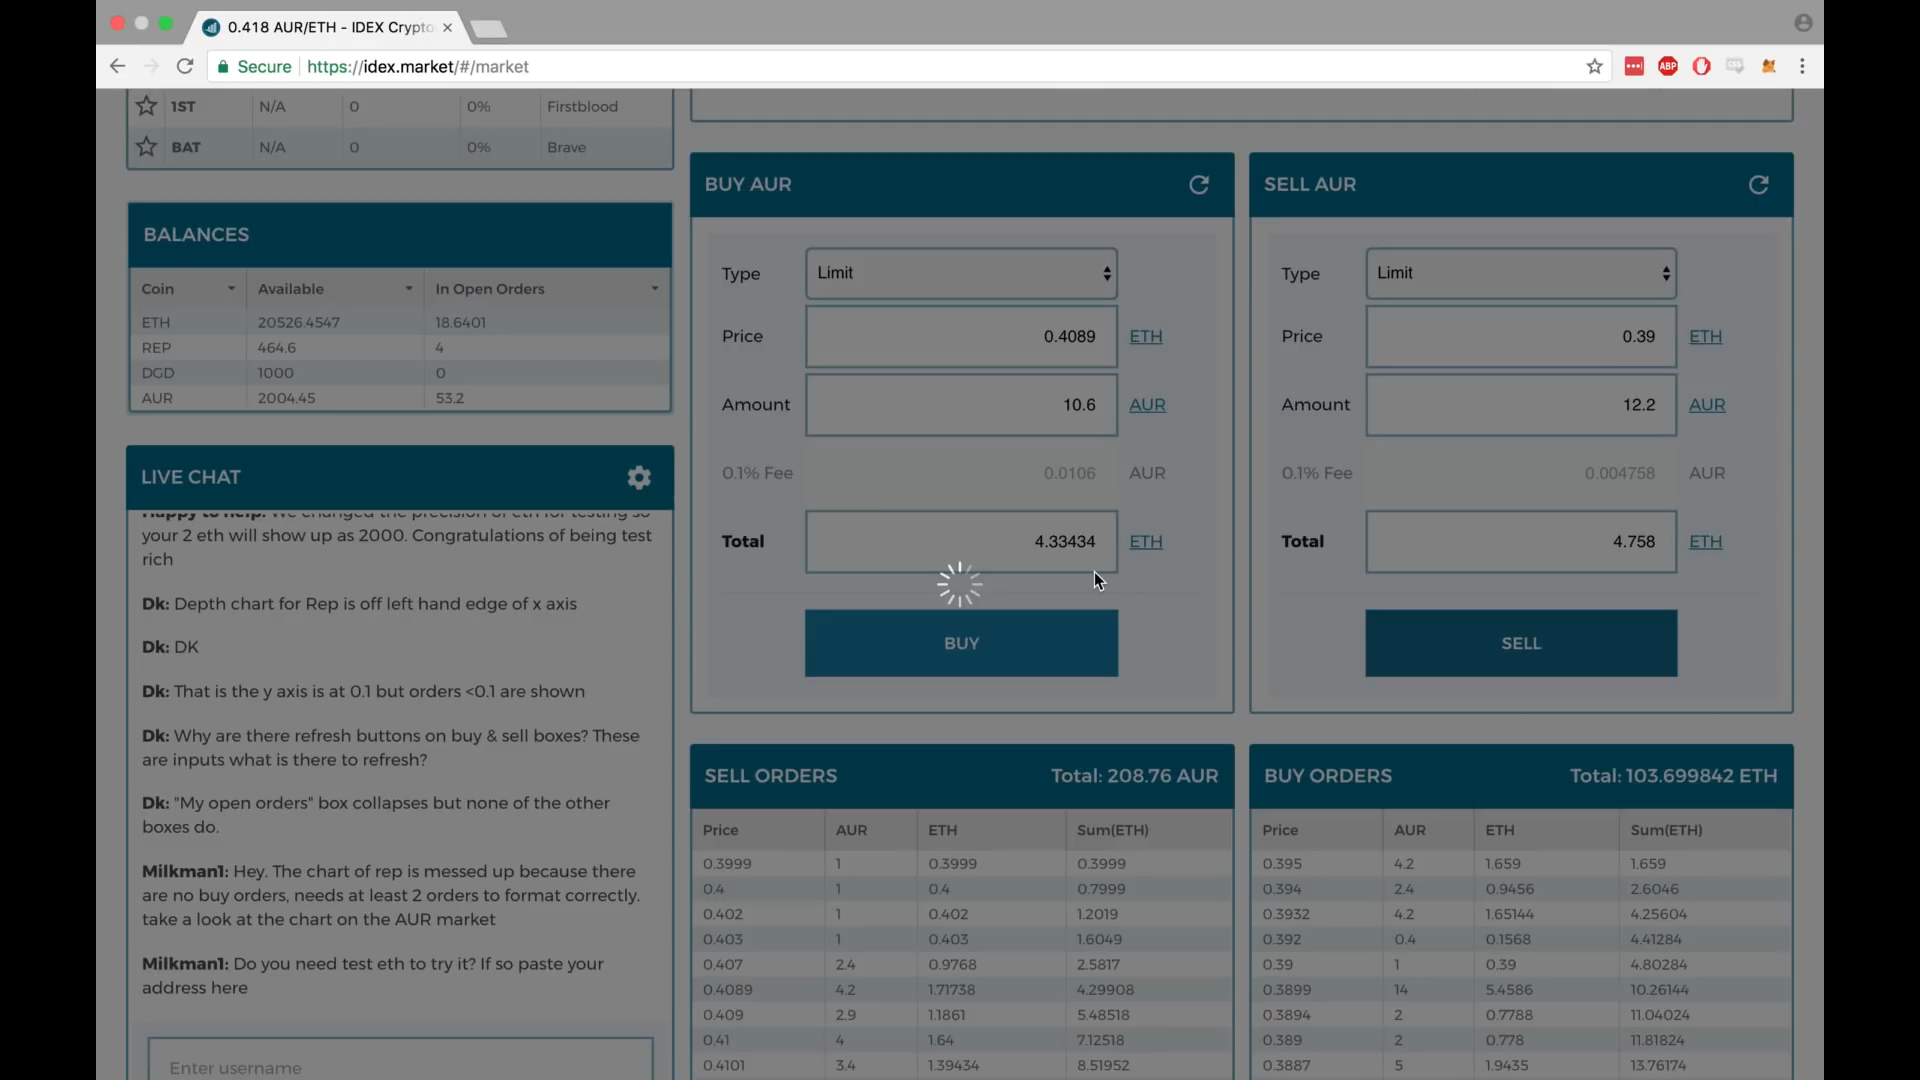 0.418 AUR/ETH - IDEX Crypto
Secure https://idex.market/#/market
ABP
1ST N/A 0 0% Firstblood
BAT N/A 0 0% Brave
BALANCES
Coin Available In Open Orders
ETH 20526.4547 18.6401
REP 464.6 4
DGD 1000 0
AUR 2004.45 53.2
LIVE CHAT
Happy to help: We changed the precision of eth for testing so
your 2 eth will show up as 2000. Congratulations of being test
rich
Dk: Depth chart for Rep is off left hand edge of x axis
Dk: DK
Dk: That is the y axis is at 0.1 but orders <0.1 are shown
Dk: Why are there refresh buttons on buy & sell boxes? These
are inputs what is there to refresh?
Dk: "My open orders" box collapses but none of the other
boxes do.
Milkman1: Hey. The chart of rep is messed up because there
are no buy orders, needs at least 2 orders to format correctly.
take a look at the chart on the AUR market
Milkman1: Do you need test eth to try it? If so paste your
address here
Enter username
BUY AUR
Type Limit
Price 0.4089 ETH
Amount 10.6 AUR
0.1% Fee 0.0106 AUR
Total 4.33434 ETH
BUY
SELL AUR
Type Limit
Price 0.39 ETH
Amount 12.2 AUR
0.1% Fee 0.004758 AUR
Total 4.758 ETH
SELL
SELL ORDERS Total: 208.76 AUR
Price AUR ETH Sum(ETH)
0.3999 1 0.3999 0.3999
0.4 1 0.4 0.7999
0.402 1 0.402 1.2019
0.403 1 0.403 1.6049
0.407 2.4 0.9768 2.5817
0.4089 4.2 1.71738 4.29908
0.409 2.9 1.1861 5.48518
0.41 4 1.64 7.12518
0.4101 3.4 1.39434 8.51952
BUY ORDERS Total: 103.699842 ETH
Price AUR ETH Sum(ETH)
0.395 4.2 1.659 1.659
0.394 2.4 0.9456 2.6046
0.3932 4.2 1.65144 4.25604
0.392 0.4 0.1568 4.41284
0.39 1 0.39 4.80284
0.3899 14 5.4586 10.26144
0.3894 2 0.7788 11.04024
0.389 2 0.778 11.81824
0.3887 5 1.9435 13.76174